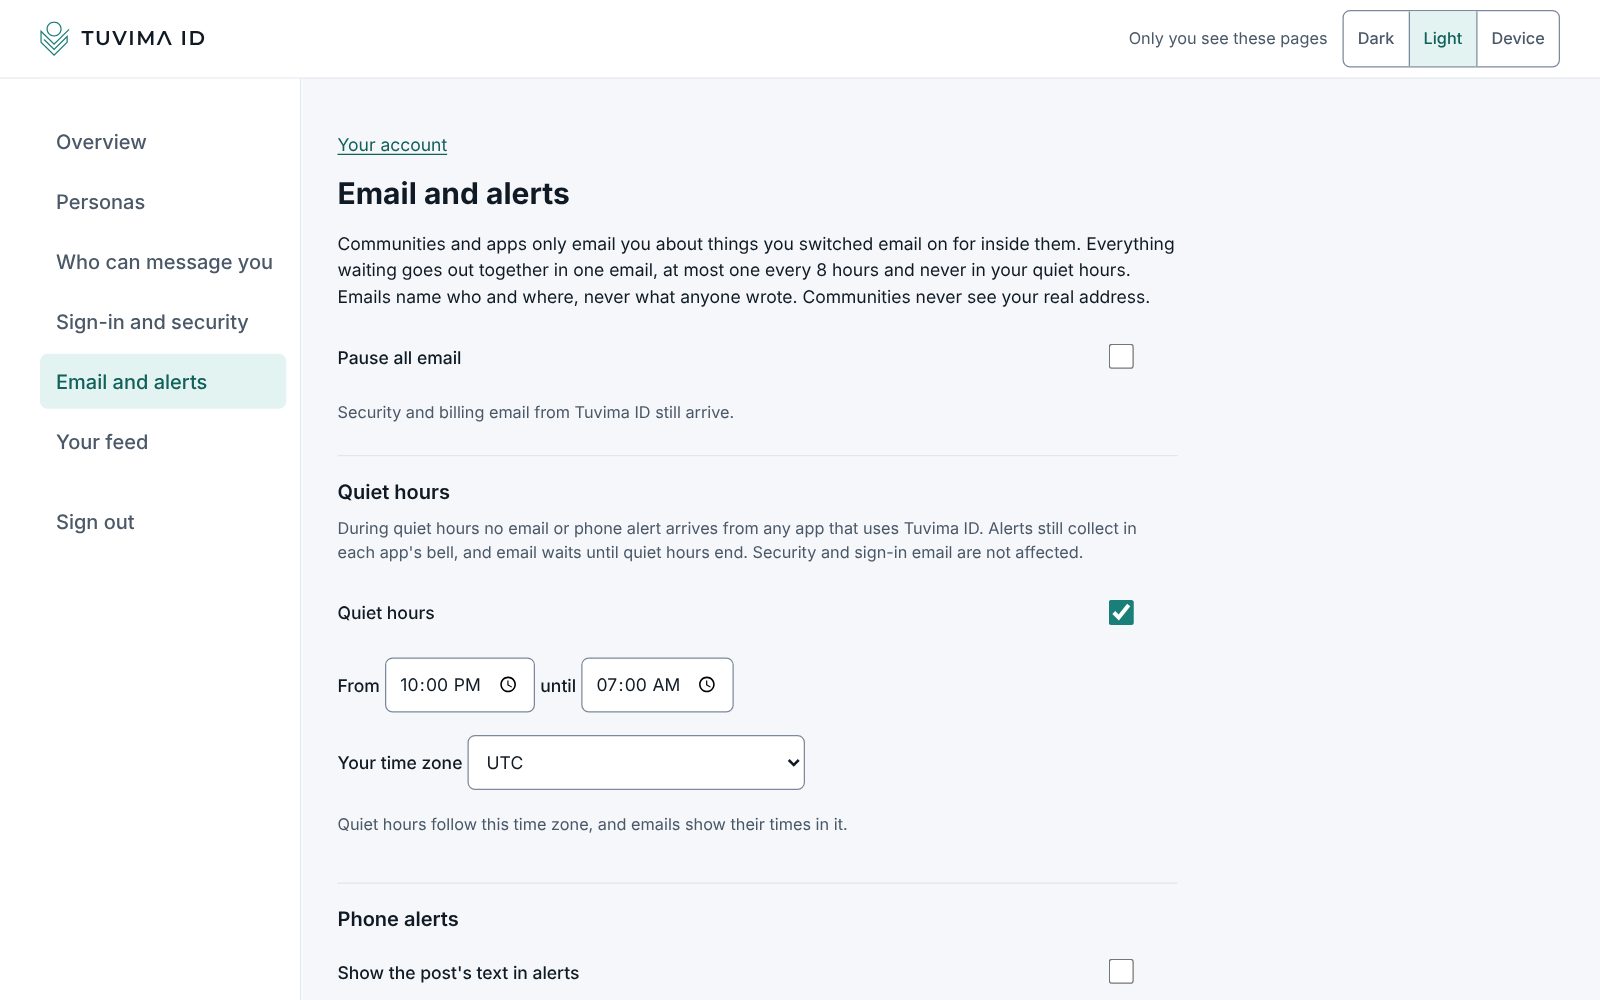 TUVIMA ID
Only you see these pages
Dark
Light
Device
Overview
Personas
Who can message you
Sign-in and security
Email and alerts
Your feed
Sign out
Your account
Email and alerts
Communities and apps only email you about things you switched email on for inside them. Everything
waiting goes out together in one email, at most one every 8 hours and never in your quiet hours.
Emails name who and where, never what anyone wrote. Communities never see your real address.
Pause all email
Security and billing email from Tuvima ID still arrive.
Quiet hours
During quiet hours no email or phone alert arrives from any app that uses Tuvima ID. Alerts still collect in
each app's bell, and email waits until quiet hours end. Security and sign-in email are not affected.
Quiet hours
From 10:00 PM until 07:00 AM
Your time zone UTC
Quiet hours follow this time zone, and emails show their times in it.
Phone alerts
Show the post's text in alerts